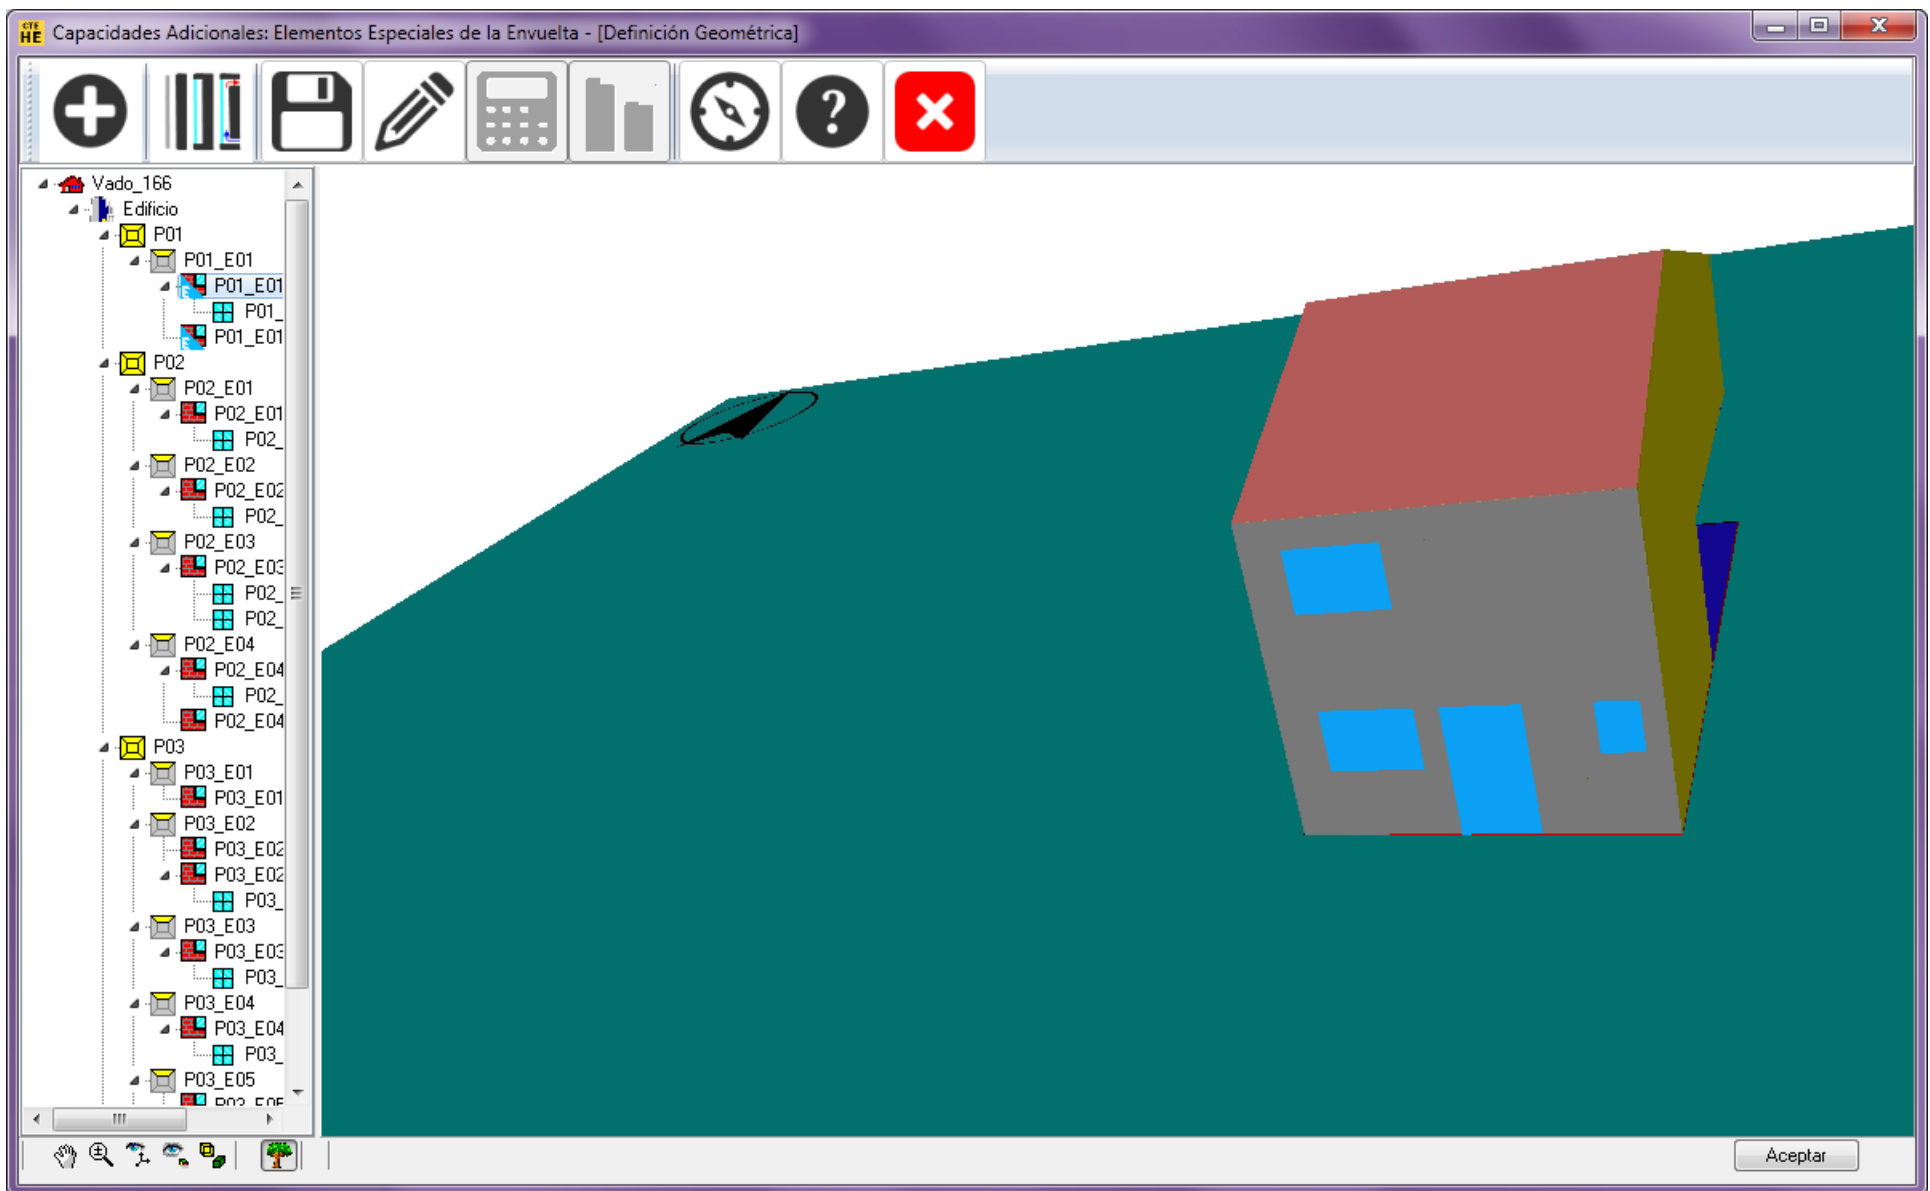 CTE
HE
Capacidades Adicionales: Elementos Especiales de la Envuelta - [Definición Geométrica]
Vado_166
Edificio
P01
P01_E01
P01_E01
P01_
P01_E01
P02
P02_E01
P02_E01
P02_
P02_E02
P02_E02
P02_
P02_E03
P02_E03
P02_
P02_
P02_E04
P02_E04
P02_
P02_E04
P03
P03_E01
P03_E01
P03_E02
P03_E02
P03_E02
P03_
P03_E03
P03_E03
P03_
P03_E04
P03_E04
P03_
P03_E05
Aceptar